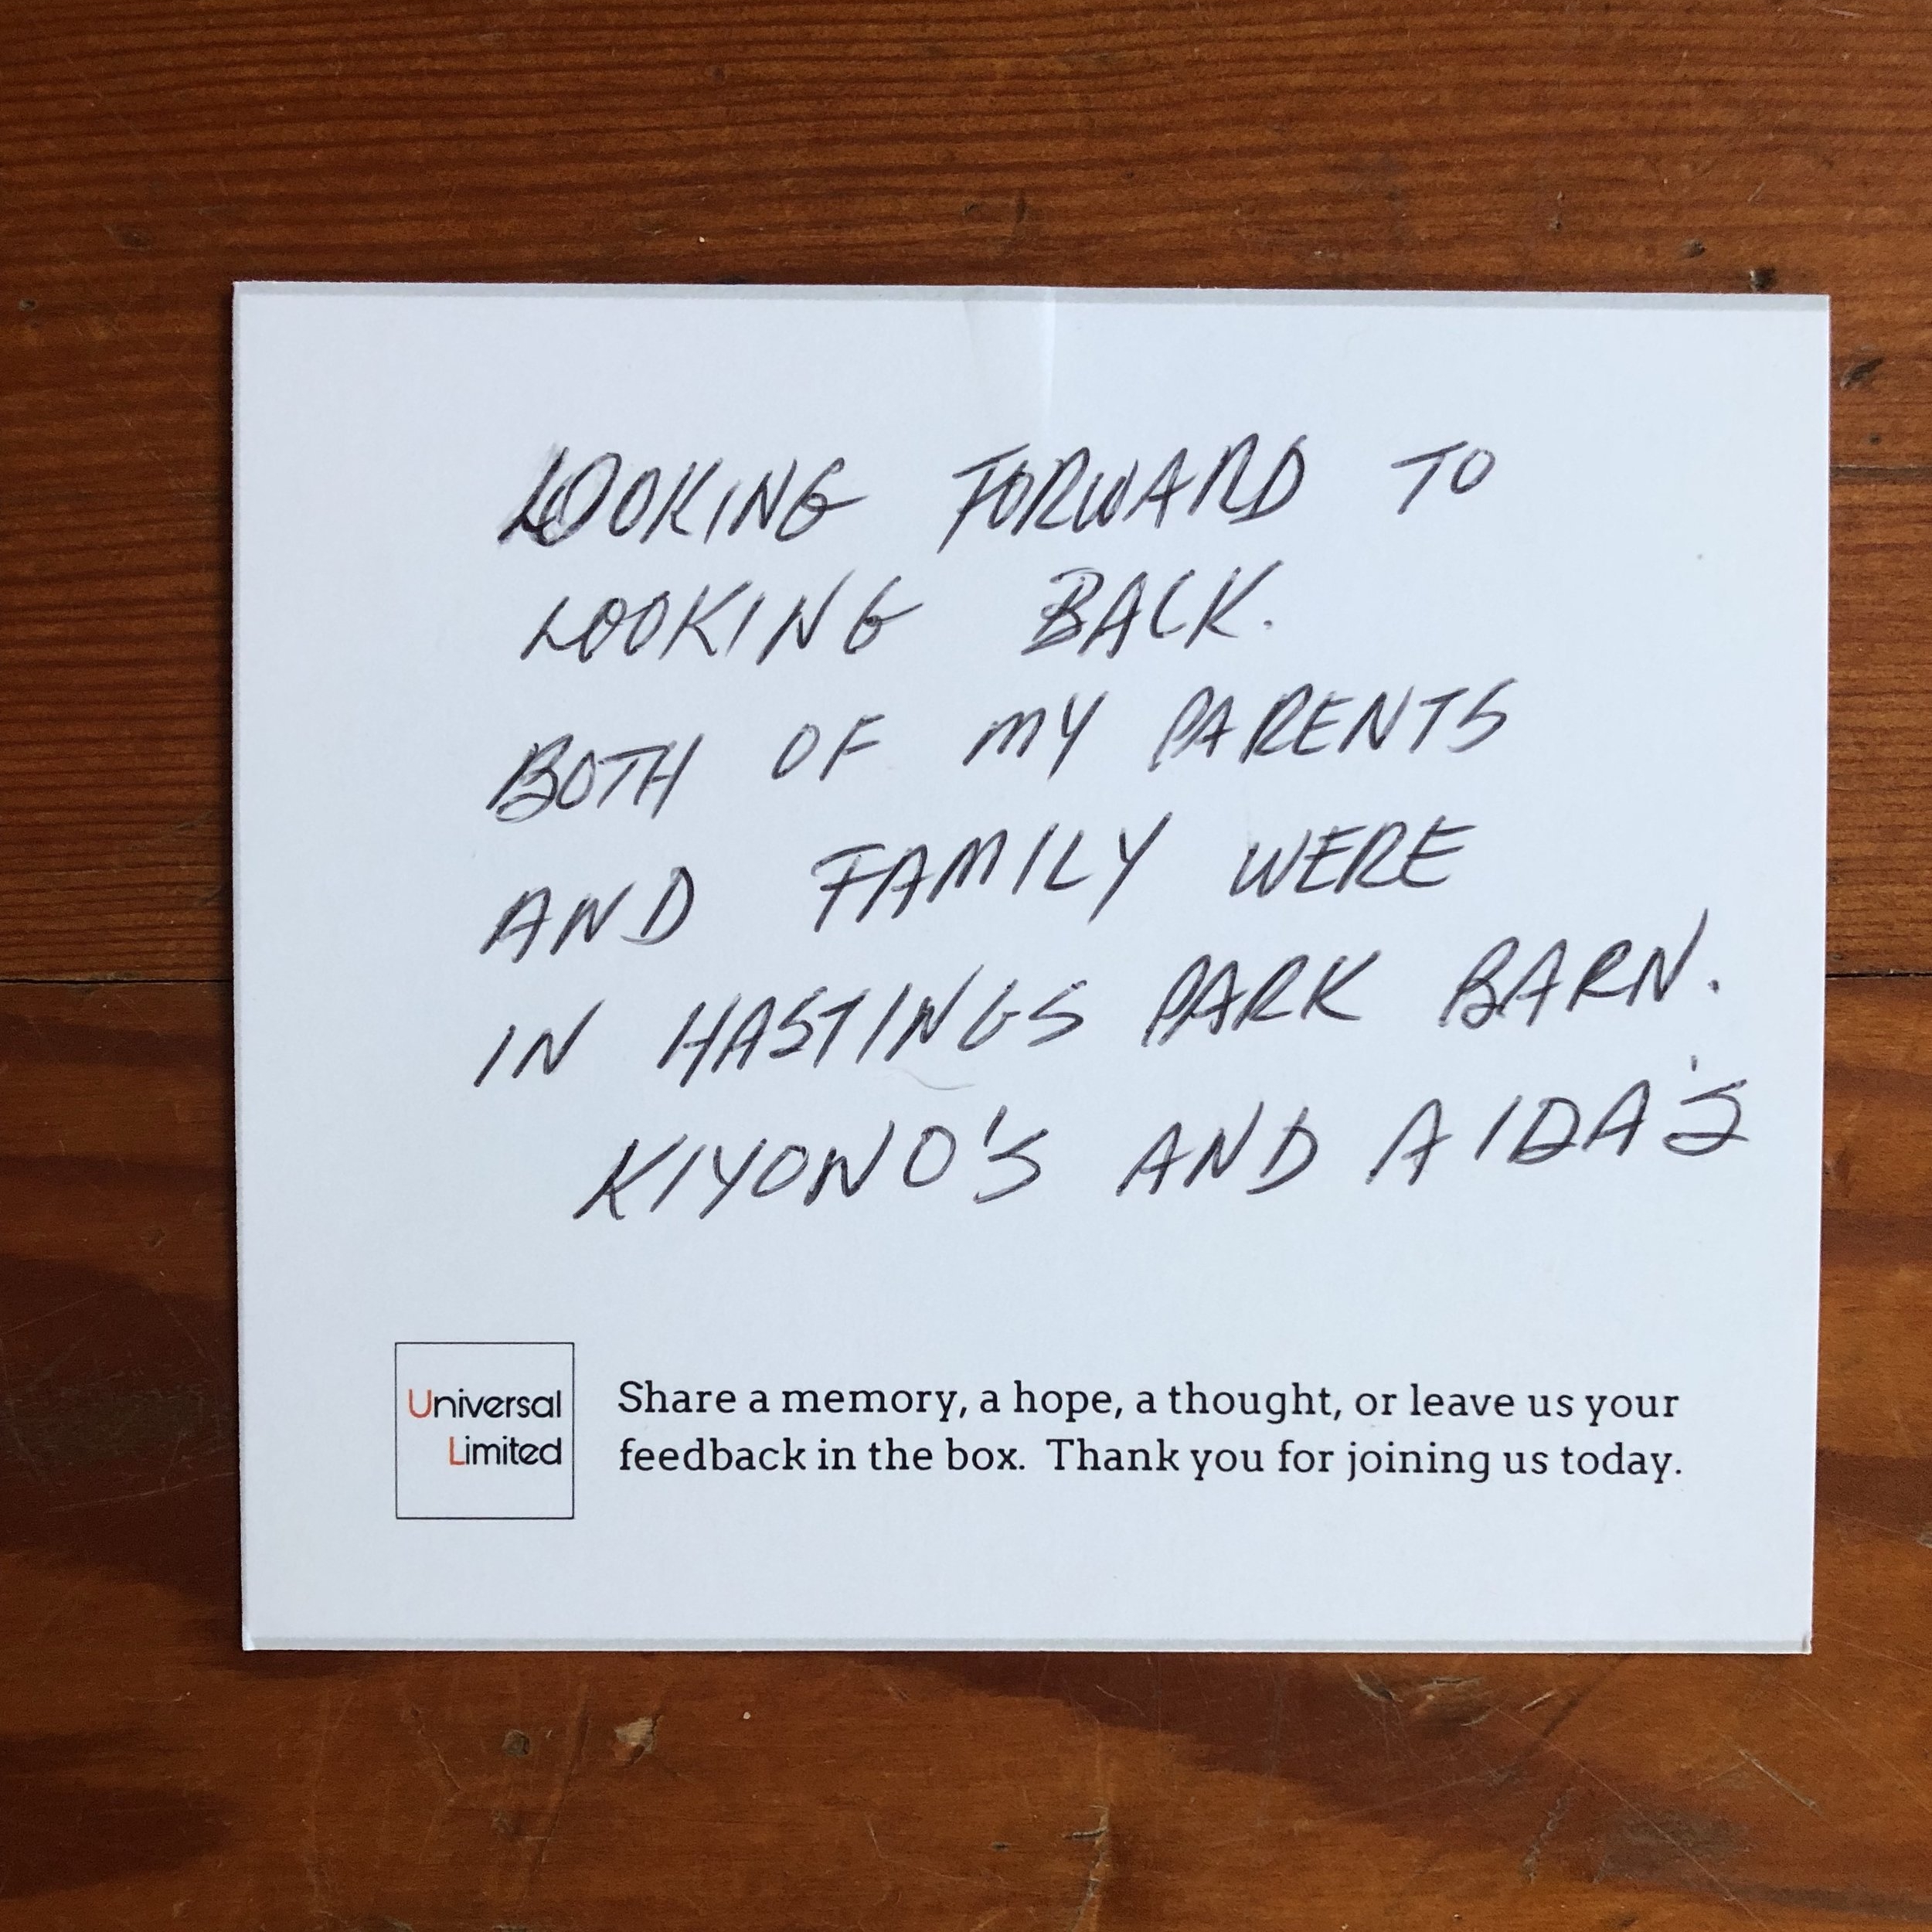 LOOKING FORWARD TO
LOOKING BACK.
BOTH OF MY PARENTS
AND FAMILY WERE
IN HASTINGS PARK BARN.
KIYONO'S AND AIDA'S
Universal
Limited
Share a memory, a hope, a thought, or leave us your
feedback in the box. Thank you for joining us today.